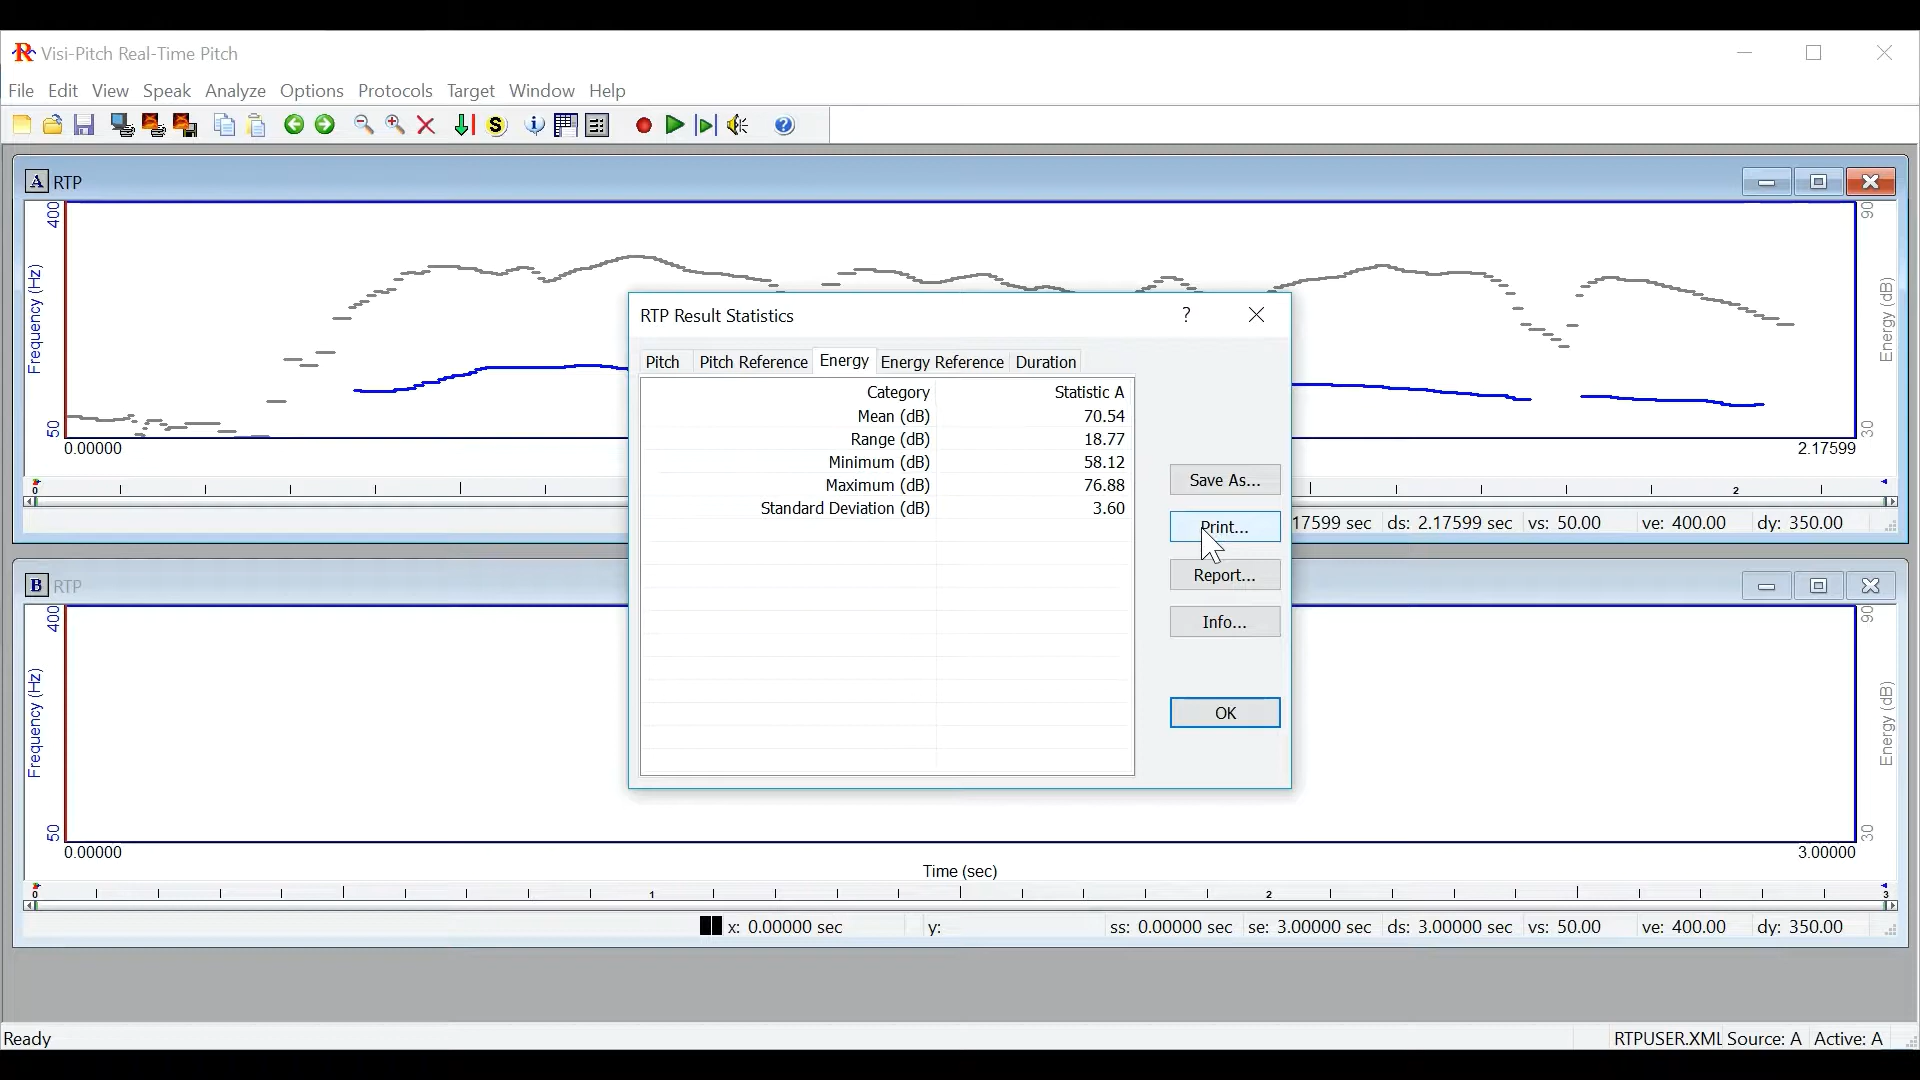 Visi-Pitch Real-Time Pitch
File Edit View Speak Analyze Options Protocols Target Window Help
S
A RTP
400
90
Frequency (Hz)
Energy (dB)
50
30
0.00000
2.17599
0
2
17599 sec ds: 2.17599 sec vs: 50.00 ve: 400.00 dy: 350.00
RTP Result Statistics ?
Pitch Pitch Reference Energy Energy Reference Duration
Category Statistic A
Mean (dB) 70.54
Range (dB) 18.77
Minimum (dB) 58.12
Maximum (dB) 76.88
Standard Deviation (dB) 3.60
Save As...
Print...
Report...
Info...
OK
B RTP
400
90
Frequency (Hz)
Energy (dB)
50
30
0.00000
3.00000
Time (sec)
0 1 2 3
x: 0.00000 sec y: ss: 0.00000 sec se: 3.00000 sec ds: 3.00000 sec vs: 50.00 ve: 400.00 dy: 350.00
Ready
RTPUSER.XML Source: A Active: A